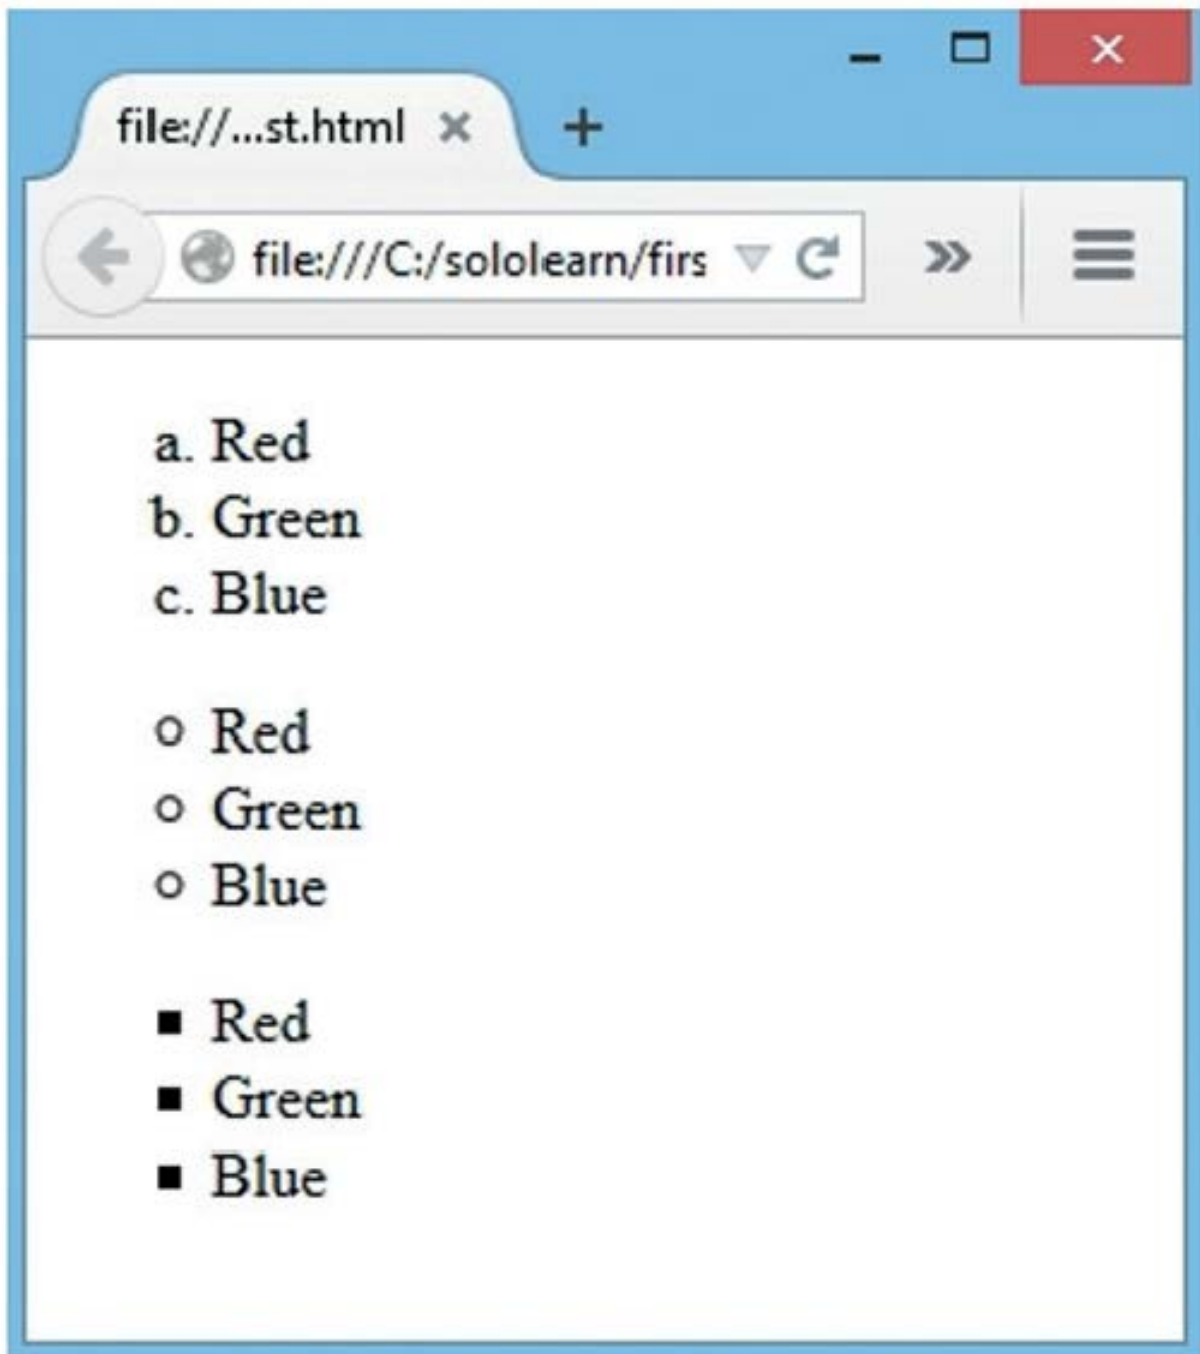 file://...st.html
file:///C:/sololearn/firs
a. Red
b. Green
c. Blue
Red
Green
Blue
Red
Green
Blue